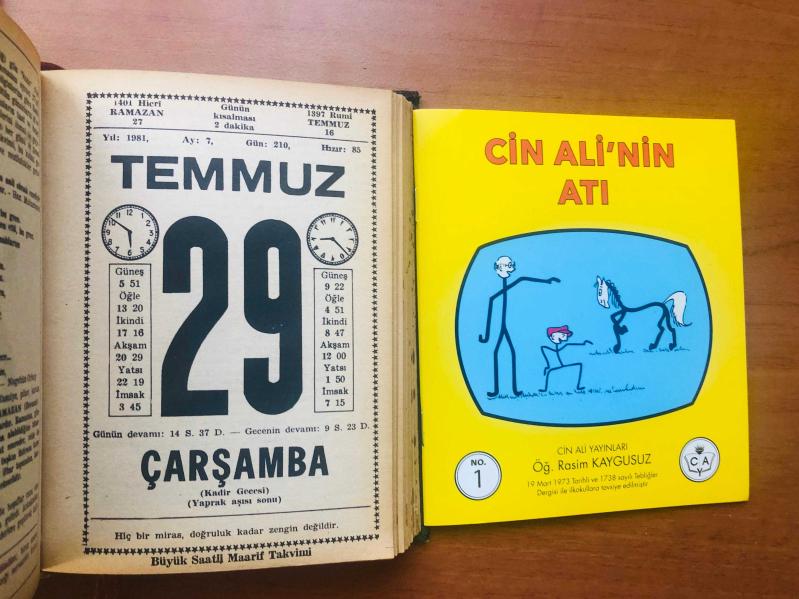 1401 Hicrî
RAMAZAN
27
Günün
kısalması
2 dakika
1397 Rumî
TEMMUZ
16
Yıl: 1981, Ay: 7, Gün: 210, Hızır: 85
TEMMUZ
29
Güneş
5 51
Öğle
13 20
İkindi
17 16
Akşam
20 29
Yatsı
22 19
İmsak
3 45
Güneş
9 22
Öğle
4 51
İkindi
8 47
Akşam
12 00
Yatsı
1 50
İmsak
7 15
Günün devamı: 14 S. 37 D. — Gecenin devamı: 9 S. 23 D.
ÇARŞAMBA
(Kadir Gecesi)
(Yaprak aşısı sonu)
Hiç bir miras, doğruluk kadar zengin değildir.
Büyük Saatli Maarif Takvimi
CİN ALİ'NİN
ATI
CİN ALİ YAYINLARI
Öğ. Rasim KAYGUSUZ
19 Mart 1973 Tarihli ve 1738 sayılı Tebliğler
Dergisi ile ilkokullara tavsiye edilmiştir
NO.
1
C A
Y